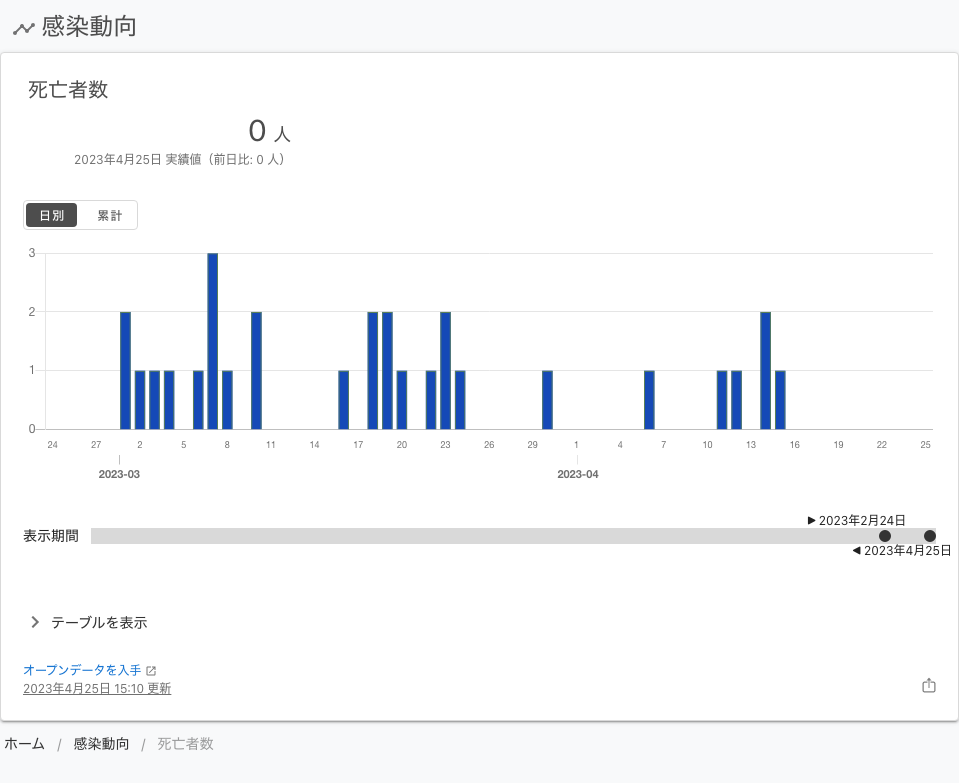 感染動向
死亡者数
0 人
2023年4月25日 実績値（前日比: 0 人）
日別 累計
3
2
1
0
24 27 2 5 8 11 14 17 20 23 26 29 1 4 7 10 13 16 19 22 25
2023-03 2023-04
▶ 2023年2月24日
表示期間
◀ 2023年4月25日
テーブルを表示
オープンデータを入手
2023年4月25日 15:10 更新
ホーム / 感染動向 / 死亡者数